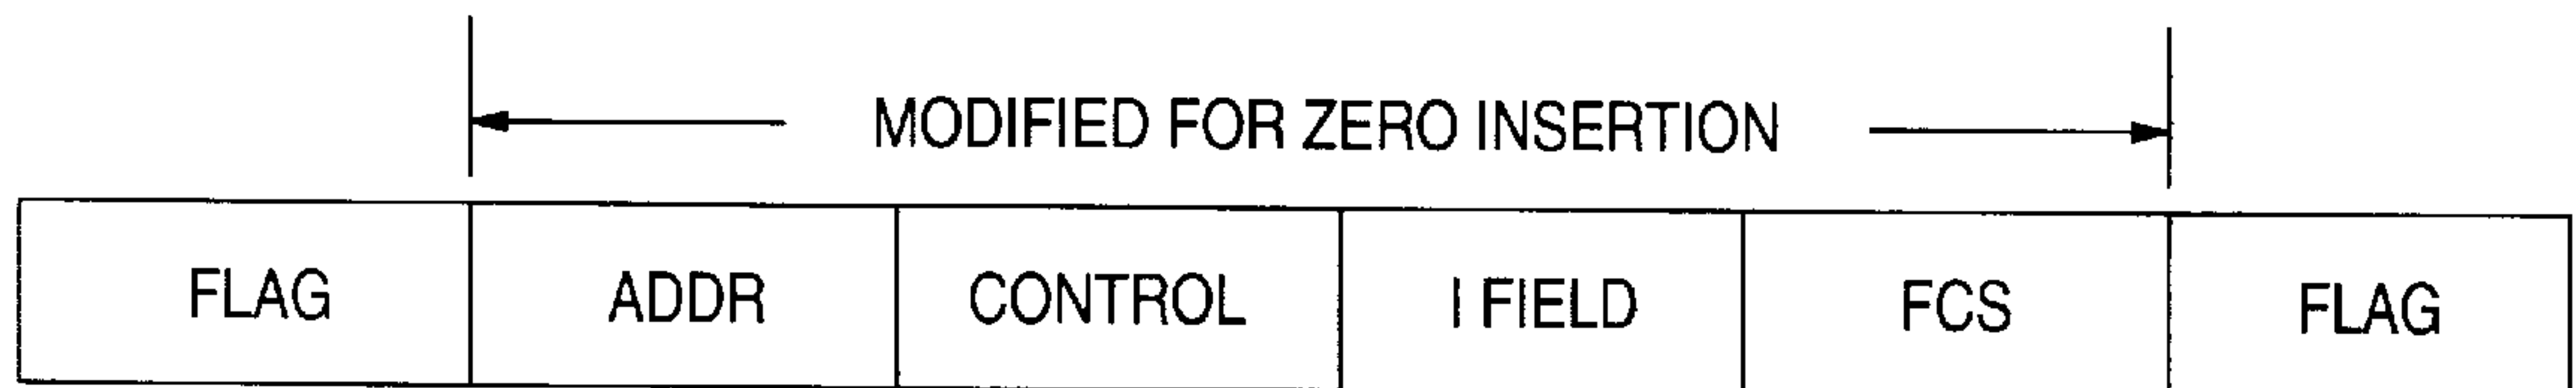 MODIFIED FOR ZERO INSERTION
FLAG ADDR CONTROL I FIELD FCS FLAG